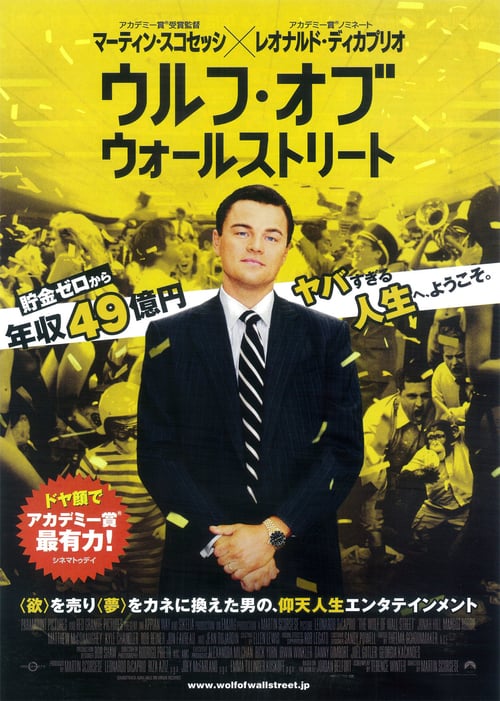 アカデミー賞®受賞監督
マーティン・スコセッシ
×
アカデミー賞®ノミネート
レオナルド・ディカプリオ
ウルフ・オブ
ウォールストリート
貯金ゼロから
年収49億円
ヤバすぎる
人生へ、ようこそ。
ドヤ顔で
アカデミー賞®
最有力!
シネマトゥデイ
〈欲〉を売り〈夢〉をカネに換えた男の、仰天人生エンタテインメント
www.wolfofwallstreet.jp